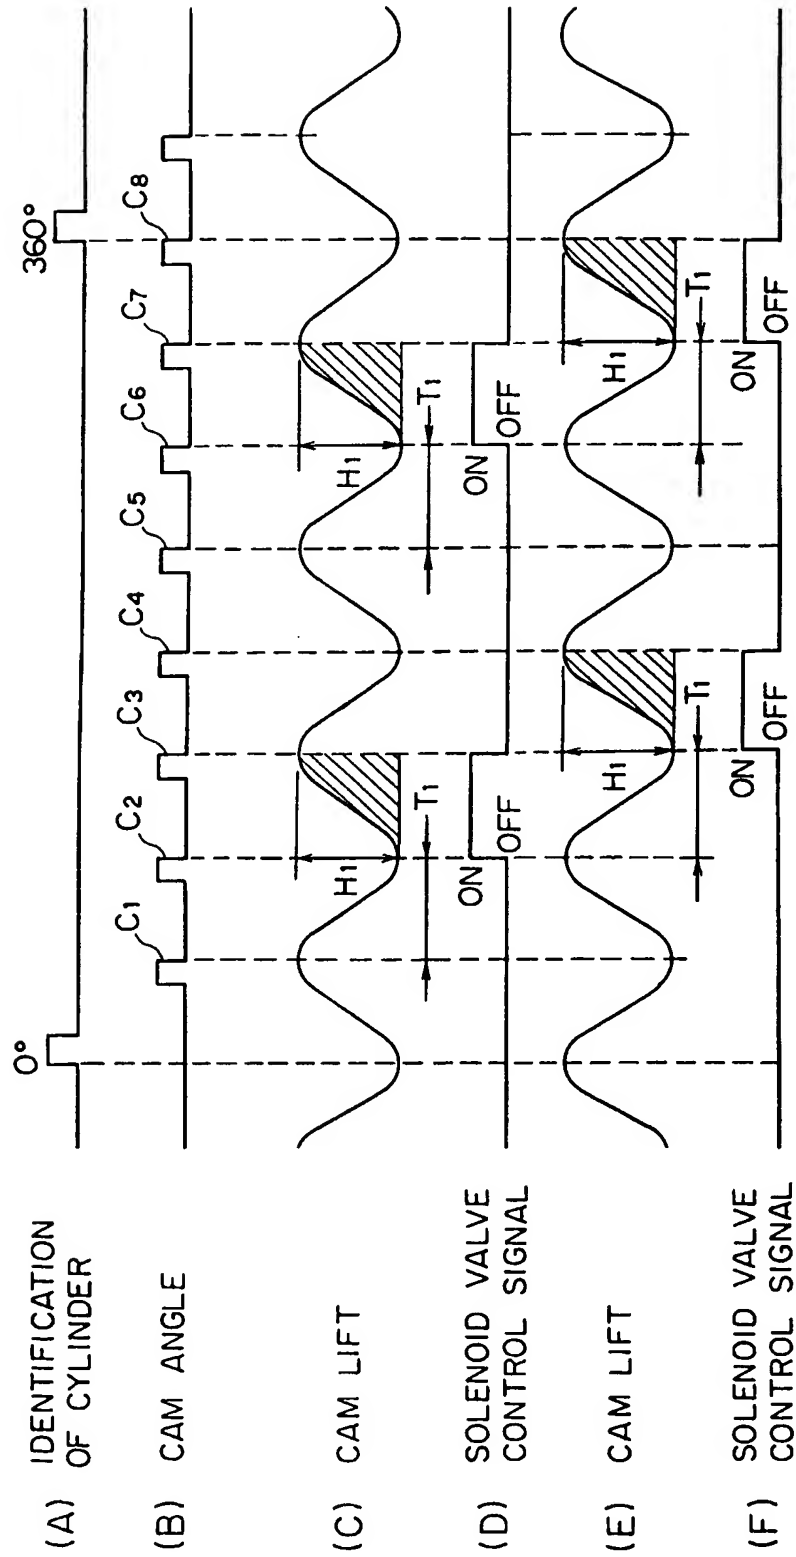 (A) IDENTIFICATION
OF CYLINDER
0°
360°
(B) CAM ANGLE
C1
C2
C3
C4
C5
C6
C7
C8
(C) CAM LIFT
H1
T1
H1
T1
(D) SOLENOID VALVE
CONTROL SIGNAL
ON
OFF
ON
OFF
(E) CAM LIFT
H1
T1
H1
T1
(F) SOLENOID VALVE
CONTROL SIGNAL
ON
OFF
ON
OFF